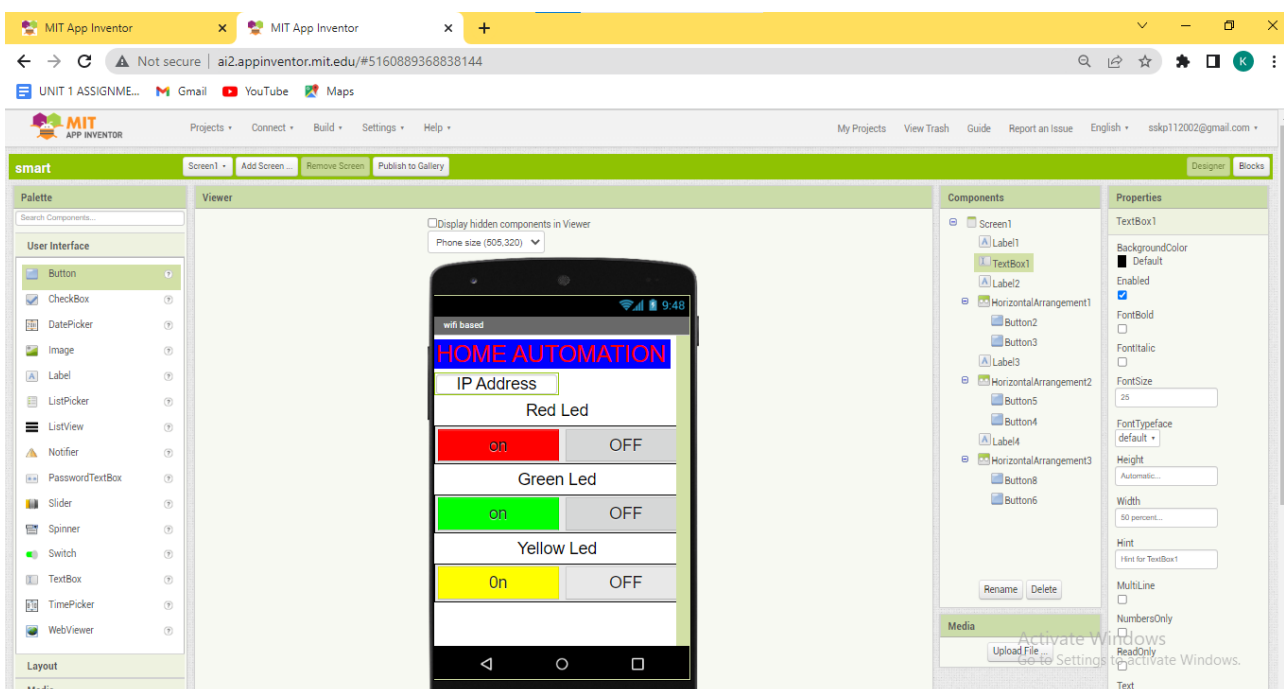 MIT App Inventor
MIT App Inventor
Not secure | ai2.appinventor.mit.edu/#5160889368838144
K
UNIT 1 ASSIGNME...
Gmail
YouTube
Maps
MIT
APP INVENTOR
Projects
Connect
Build
Settings
Help
My Projects
View Trash
Guide
Report an Issue
English
sskp112002@gmail.com
smart
Screen1
Add Screen ...
Remove Screen
Publish to Gallery
Designer
Blocks
Palette
Search Components...
User Interface
Button
CheckBox
DatePicker
Image
Label
ListPicker
ListView
Notifier
PasswordTextBox
Slider
Spinner
Switch
TextBox
TimePicker
WebViewer
Layout
Media
Viewer
Display hidden components in Viewer
Phone size (505,320)
9:48
wifi based
HOME AUTOMATION
IP Address
Red Led
on
OFF
Green Led
on
OFF
Yellow Led
0n
OFF
Components
Screen1
Label1
TextBox1
Label2
HorizontalArrangement1
Button2
Button3
Label3
HorizontalArrangement2
Button5
Button4
Label4
HorizontalArrangement3
Button8
Button6
Rename
Delete
Media
Upload File ...
Properties
TextBox1
BackgroundColor
Default
Enabled
FontBold
FontItalic
FontSize
25
FontTypeface
default
Height
Automatic...
Width
50 percent...
Hint
Hint for TextBox1
MultiLine
NumbersOnly
ReadOnly
Text
Activate Windows
Go to Settings to activate Windows.